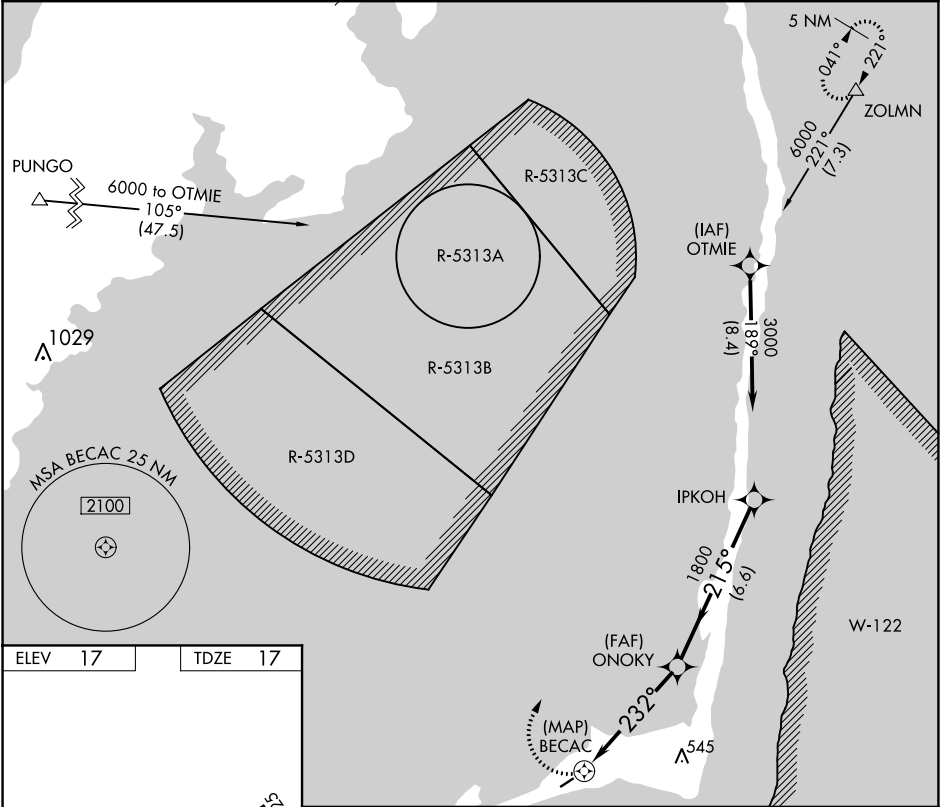 5 NM
041°
221°
ZOLMN
6000
221°
(7.3)
PUNGO
6000 to OTMIE
105°
(47.5)
R-5313C
R-5313A
(IAF)
OTMIE
3000
189°
(8.4)
1029
R-5313B
R-5313D
MSA BECAC 25 NM
2100
IPKOH
1800
215°
(6.6)
W-122
(FAF)
ONOKY
232°
(MAP)
BECAC
545
ELEV 17
TDZE 17